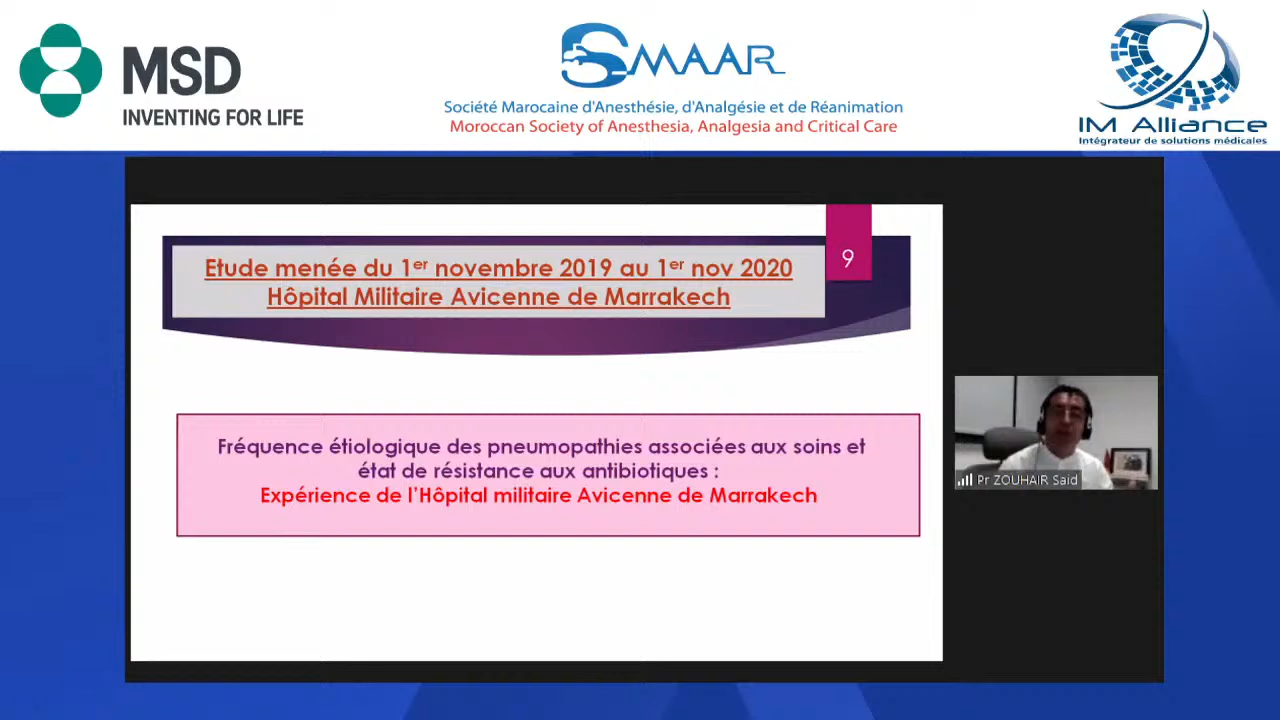 MSD
INVENTING FOR LIFE
SMAAR
Société Marocaine d'Anesthésie, d'Analgésie et de Réanimation
Moroccan Society of Anesthesia, Analgesia and Critical Care
IM Alliance
Intégrateur de solutions médicales
Etude menée du 1er novembre 2019 au 1er nov 2020
Hôpital Militaire Avicenne de Marrakech
9
Fréquence étiologique des pneumopathies associées aux soins et
état de résistance aux antibiotiques :
Expérience de l'Hôpital militaire Avicenne de Marrakech
Pr ZOUHAIR Said